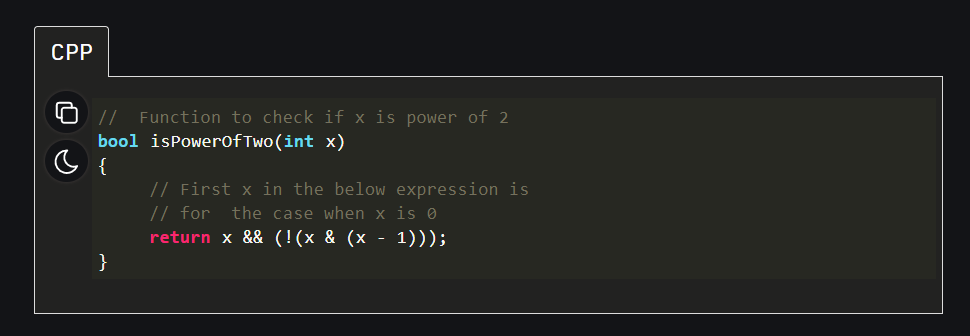 CPP
//  Function to check if x is power of 2
bool isPowerOfTwo(int x)
{
     // First x in the below expression is
     // for  the case when x is 0
     return x && (!(x & (x - 1)));
}